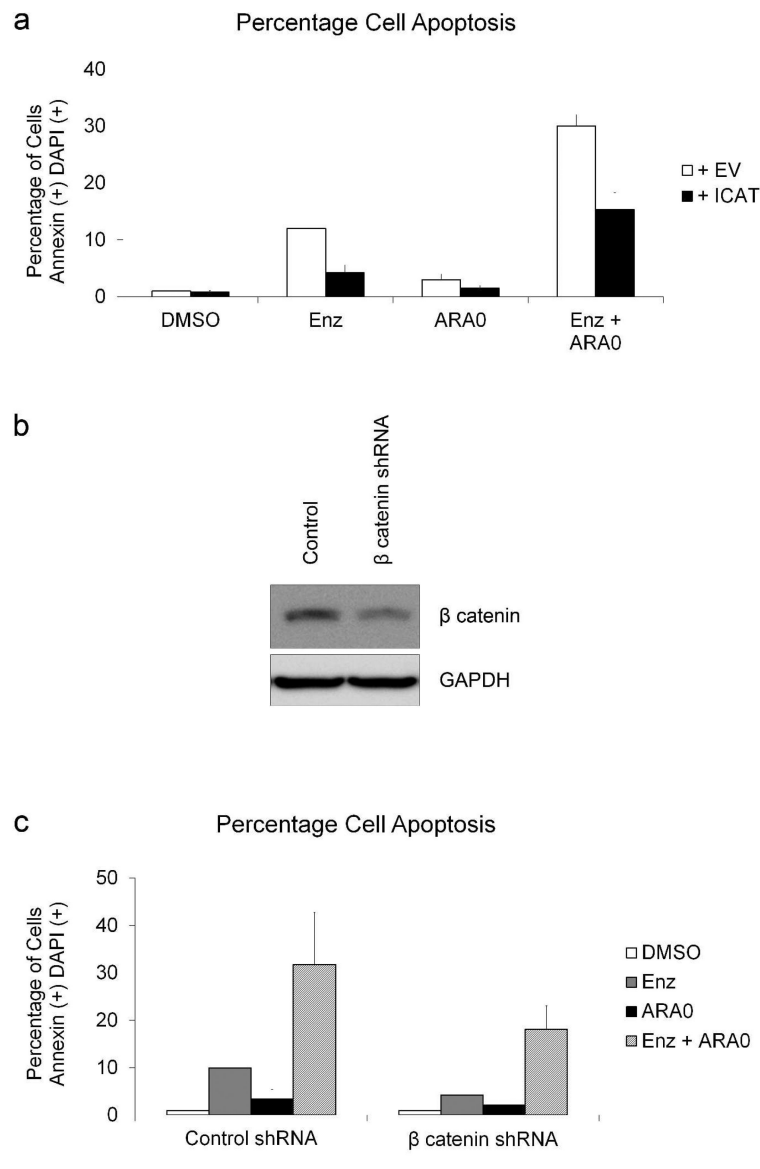 a
Percentage Cell Apoptosis
Percentage of Cells
Annexin (+) DAPI (+)
40
30
20
10
0
DMSO
Enz
ARA0
Enz +
ARA0
+ EV
+ ICAT
b
Control
β catenin shRNA
β catenin
GAPDH
c
Percentage Cell Apoptosis
Percentage of Cells
Annexin (+) DAPI (+)
50
40
30
20
10
0
Control shRNA
β catenin shRNA
DMSO
Enz
ARA0
Enz + ARA0